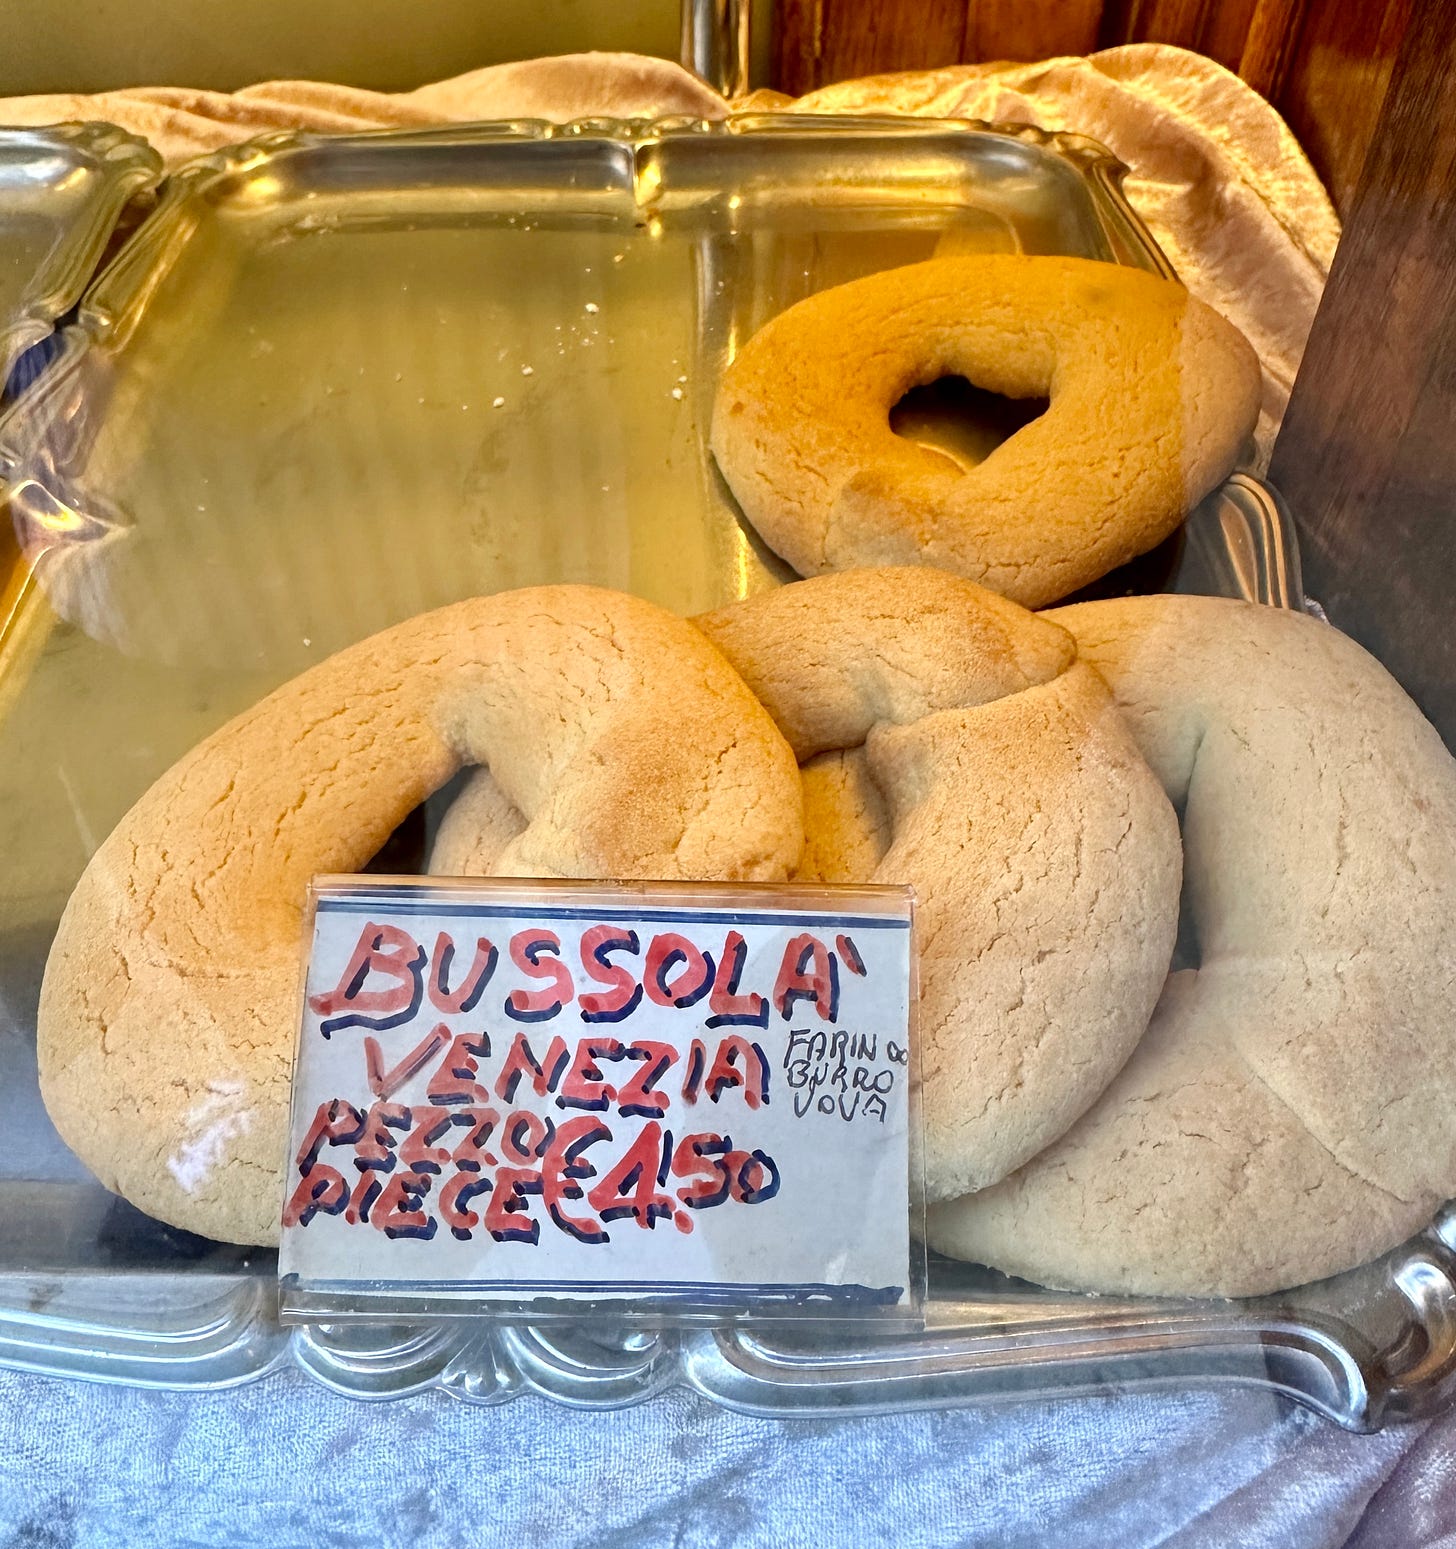 BUSSOLA'
VENEZIA
FARIN 00
BURRO
UOVA
PEZZO
PIECE € 4.50